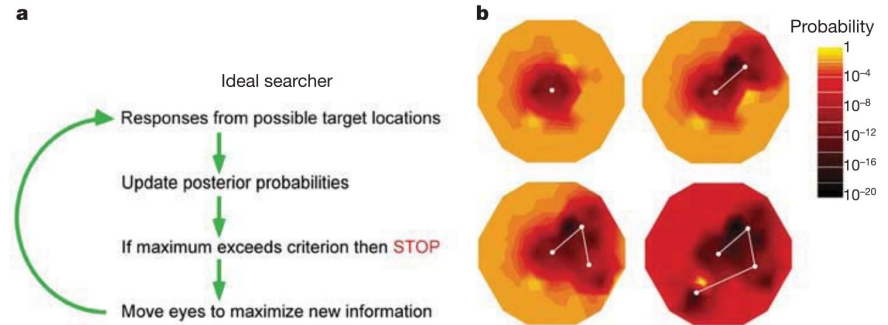 a
Ideal searcher
Responses from possible target locations
Update posterior probabilities
If maximum exceeds criterion then STOP
Move eyes to maximize new information
b
Probability
1
10⁻⁴
10⁻⁸
10⁻¹²
10⁻¹⁶
10⁻²⁰